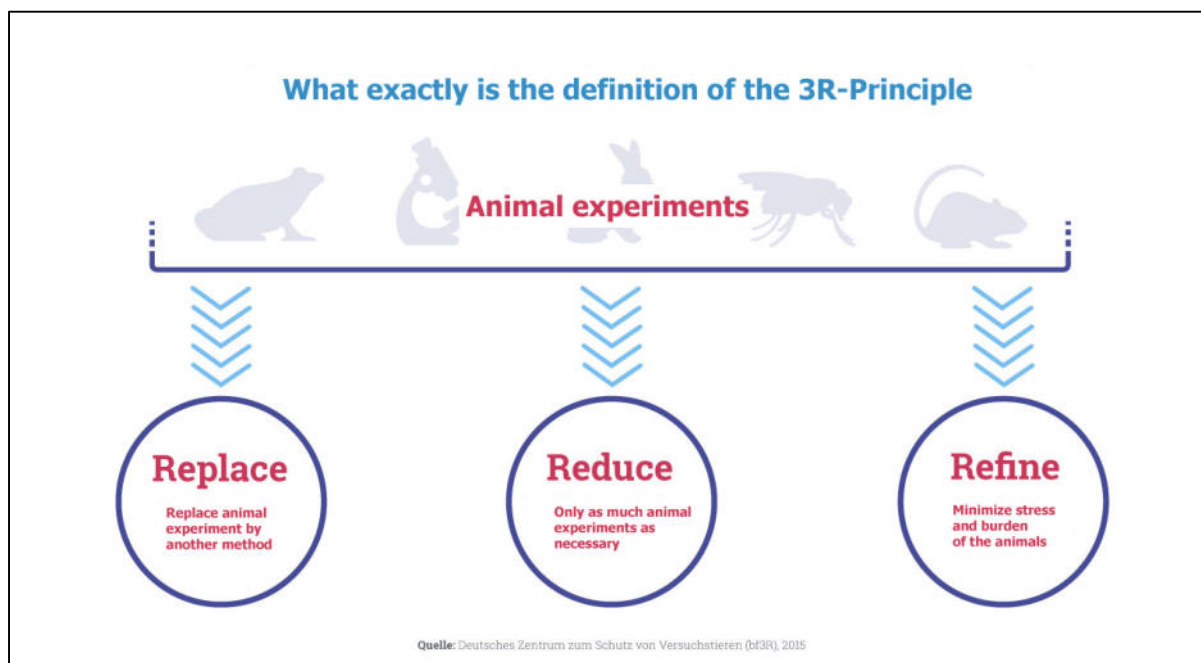 What exactly is the definition of the 3R-Principle
Animal experiments
Replace
Replace animal
experiment by
another method
Reduce
Only as much animal
experiments as
necessary
Refine
Minimize stress
and burden
of the animals
Quelle: Deutsches Zentrum zum Schutz von Versuchstieren (bf3R), 2015